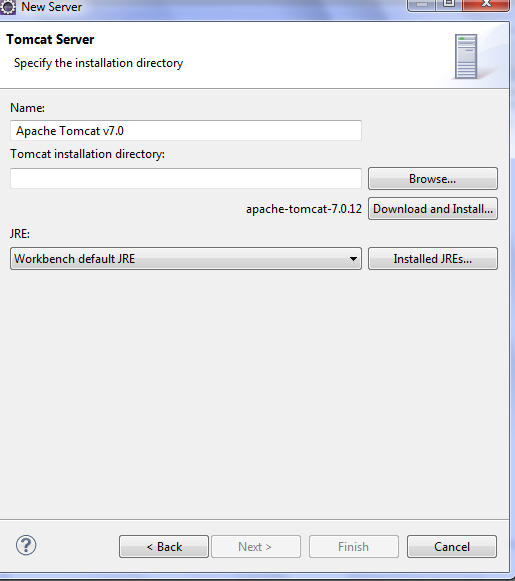 New Server
Tomcat Server
Specify the installation directory
Name:
Apache Tomcat v7.0
Tomcat installation directory:
Browse...
apache-tomcat-7.0.12 Download and Install...
JRE:
Workbench default JRE Installed JREs...
? < Back Next > Finish Cancel